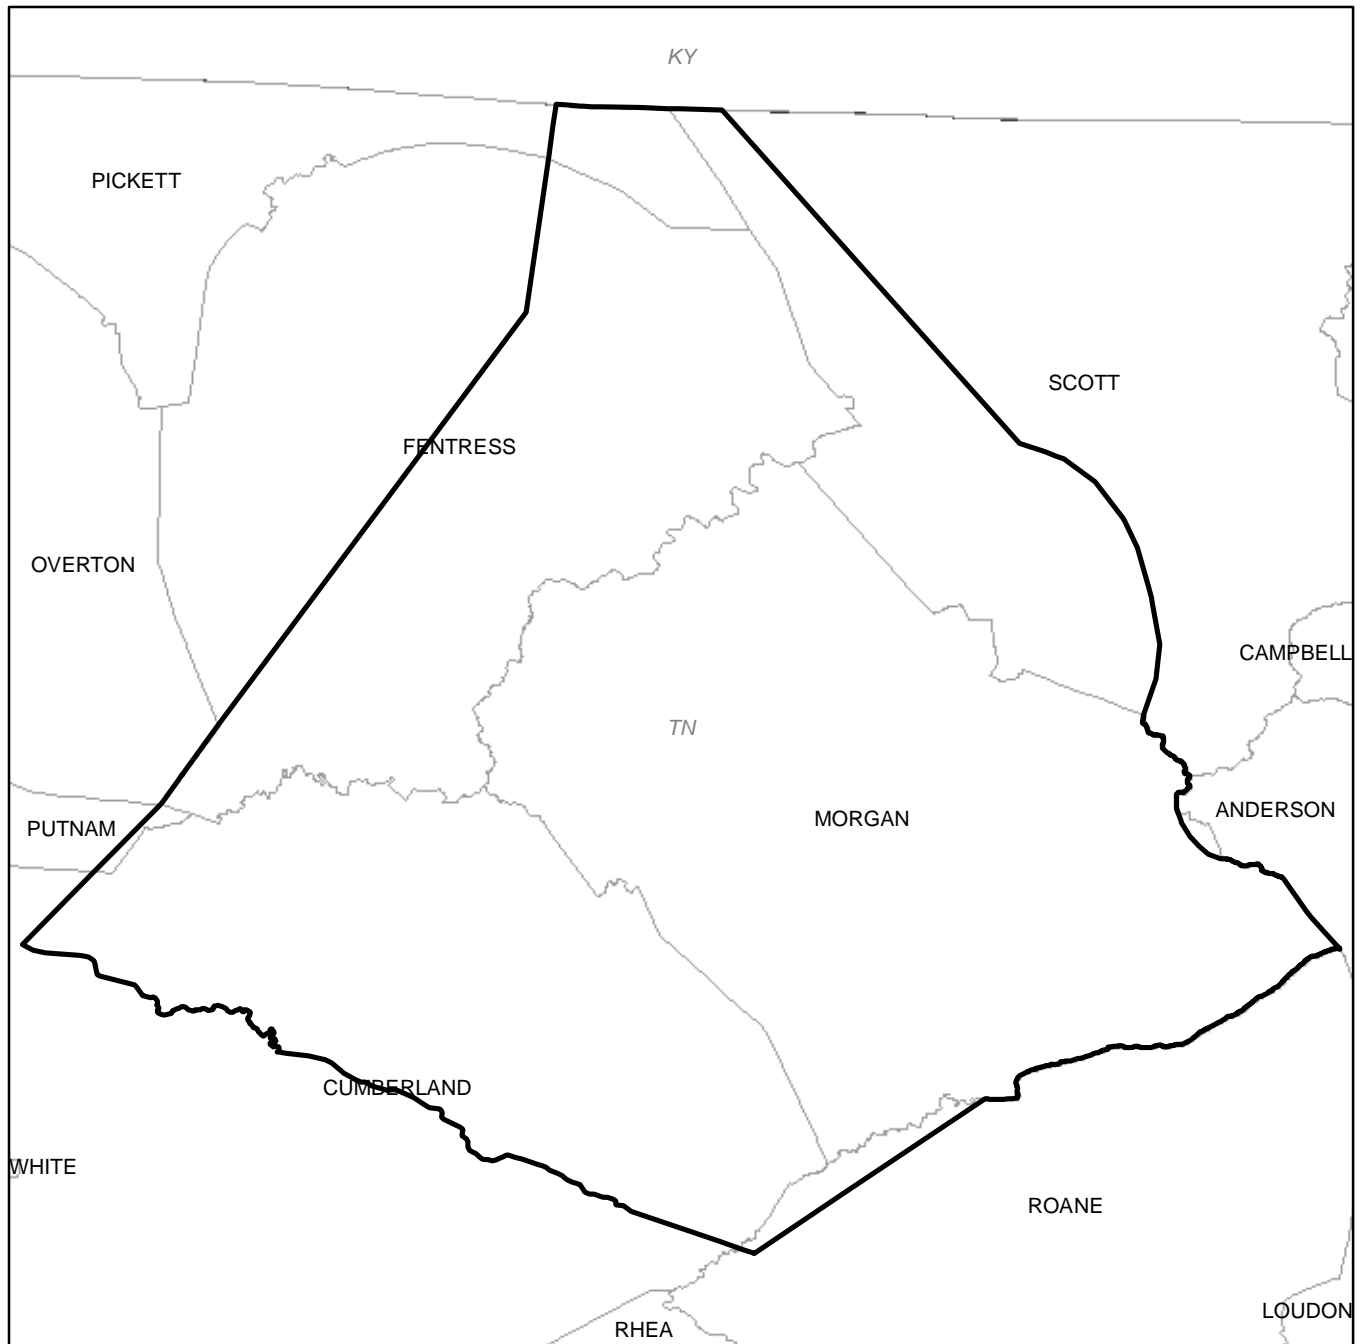 KY
PICKETT
SCOTT
FENTRESS
OVERTON
CAMPBELL
TN
ANDERSON
MORGAN
PUTNAM
CUMBERLAND
WHITE
ROANE
LOUDON
RHEA